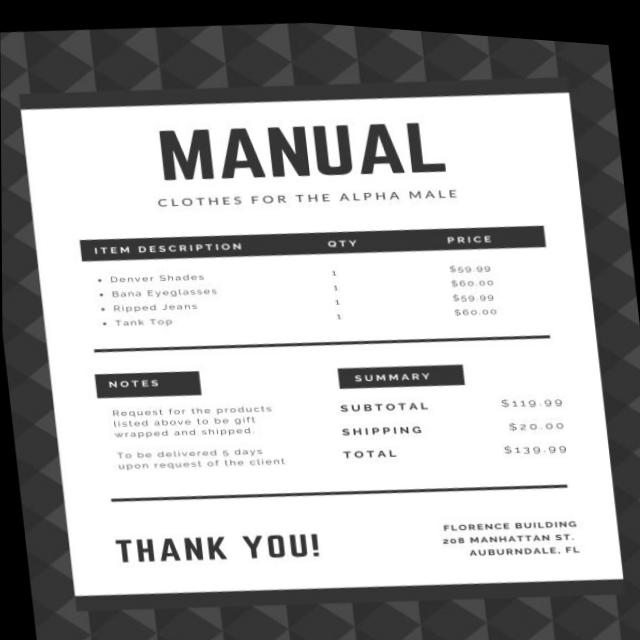 MANUAL
CLOTHES FOR THE ALPHA MALE
ITEM DESCRIPTION QTY PRICE
• Denver Shades 1 $59.99
• Bana Eyeglasses 1 $60.00
• Ripped Jeans 1 $59.99
• Tank Top 1 $60.00
NOTES
Request for the products
listed above to be gift
wrapped and shipped.
To be delivered 5 days
upon request of the client
SUMMARY
SUBTOTAL $119.99
SHIPPING $20.00
TOTAL $139.99
THANK YOU!
FLORENCE BUILDING
208 MANHATTAN ST.
AUBURNDALE, FL